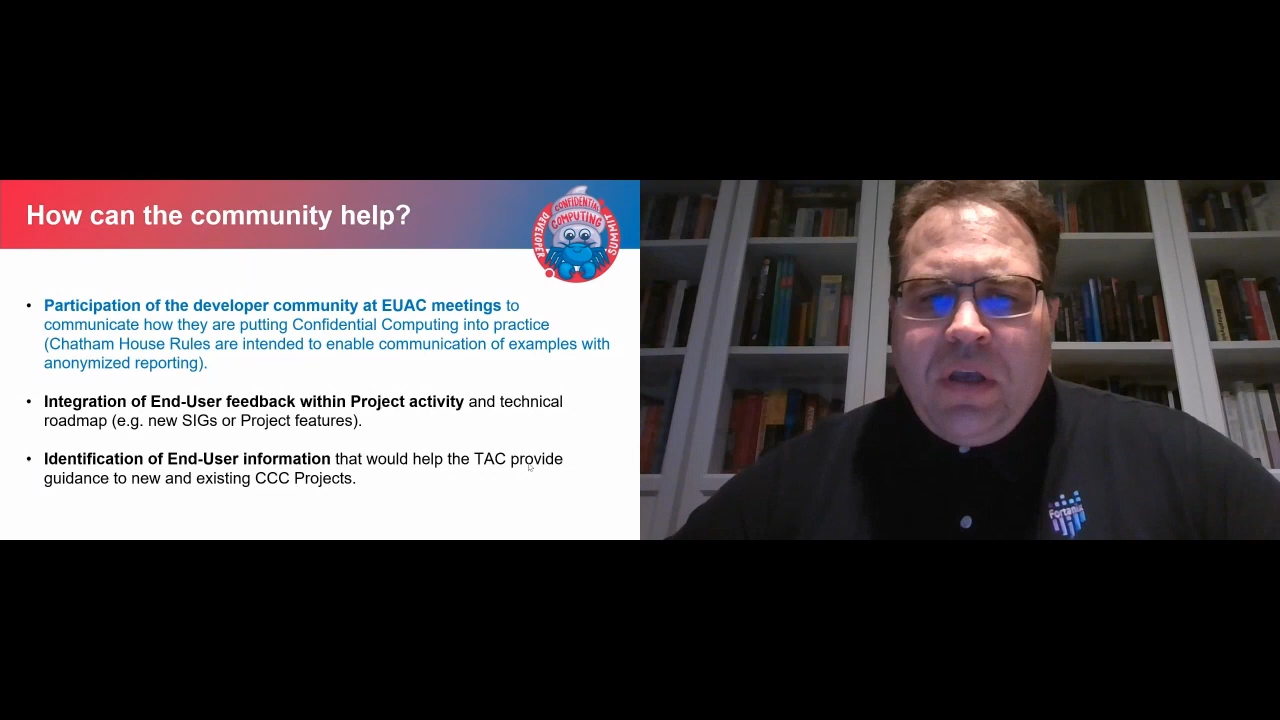 How can the community help?
CONFIDENTIAL
COMPUTING
DEVELOPER
SUMMIT
• Participation of the developer community at EUAC meetings to
communicate how they are putting Confidential Computing into practice
(Chatham House Rules are intended to enable communication of examples with
anonymized reporting).
• Integration of End-User feedback within Project activity and technical
roadmap (e.g. new SIGs or Project features).
• Identification of End-User information that would help the TAC provide
guidance to new and existing CCC Projects.
Fortanix